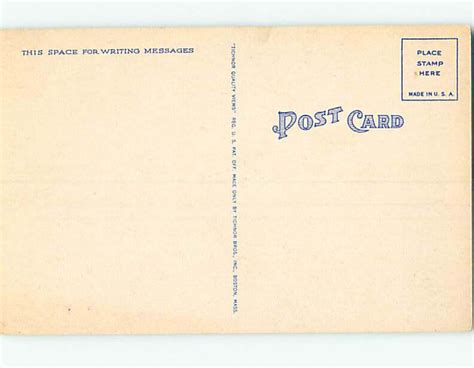 THIS SPACE FOR WRITING MESSAGES
"TICHNOR QUALITY VIEWS" REG. U. S. PAT. OFF. MADE ONLY BY TICHNOR BROS., INC., BOSTON, MASS.
POST CARD
PLACE
STAMP
HERE
MADE IN U. S. A.